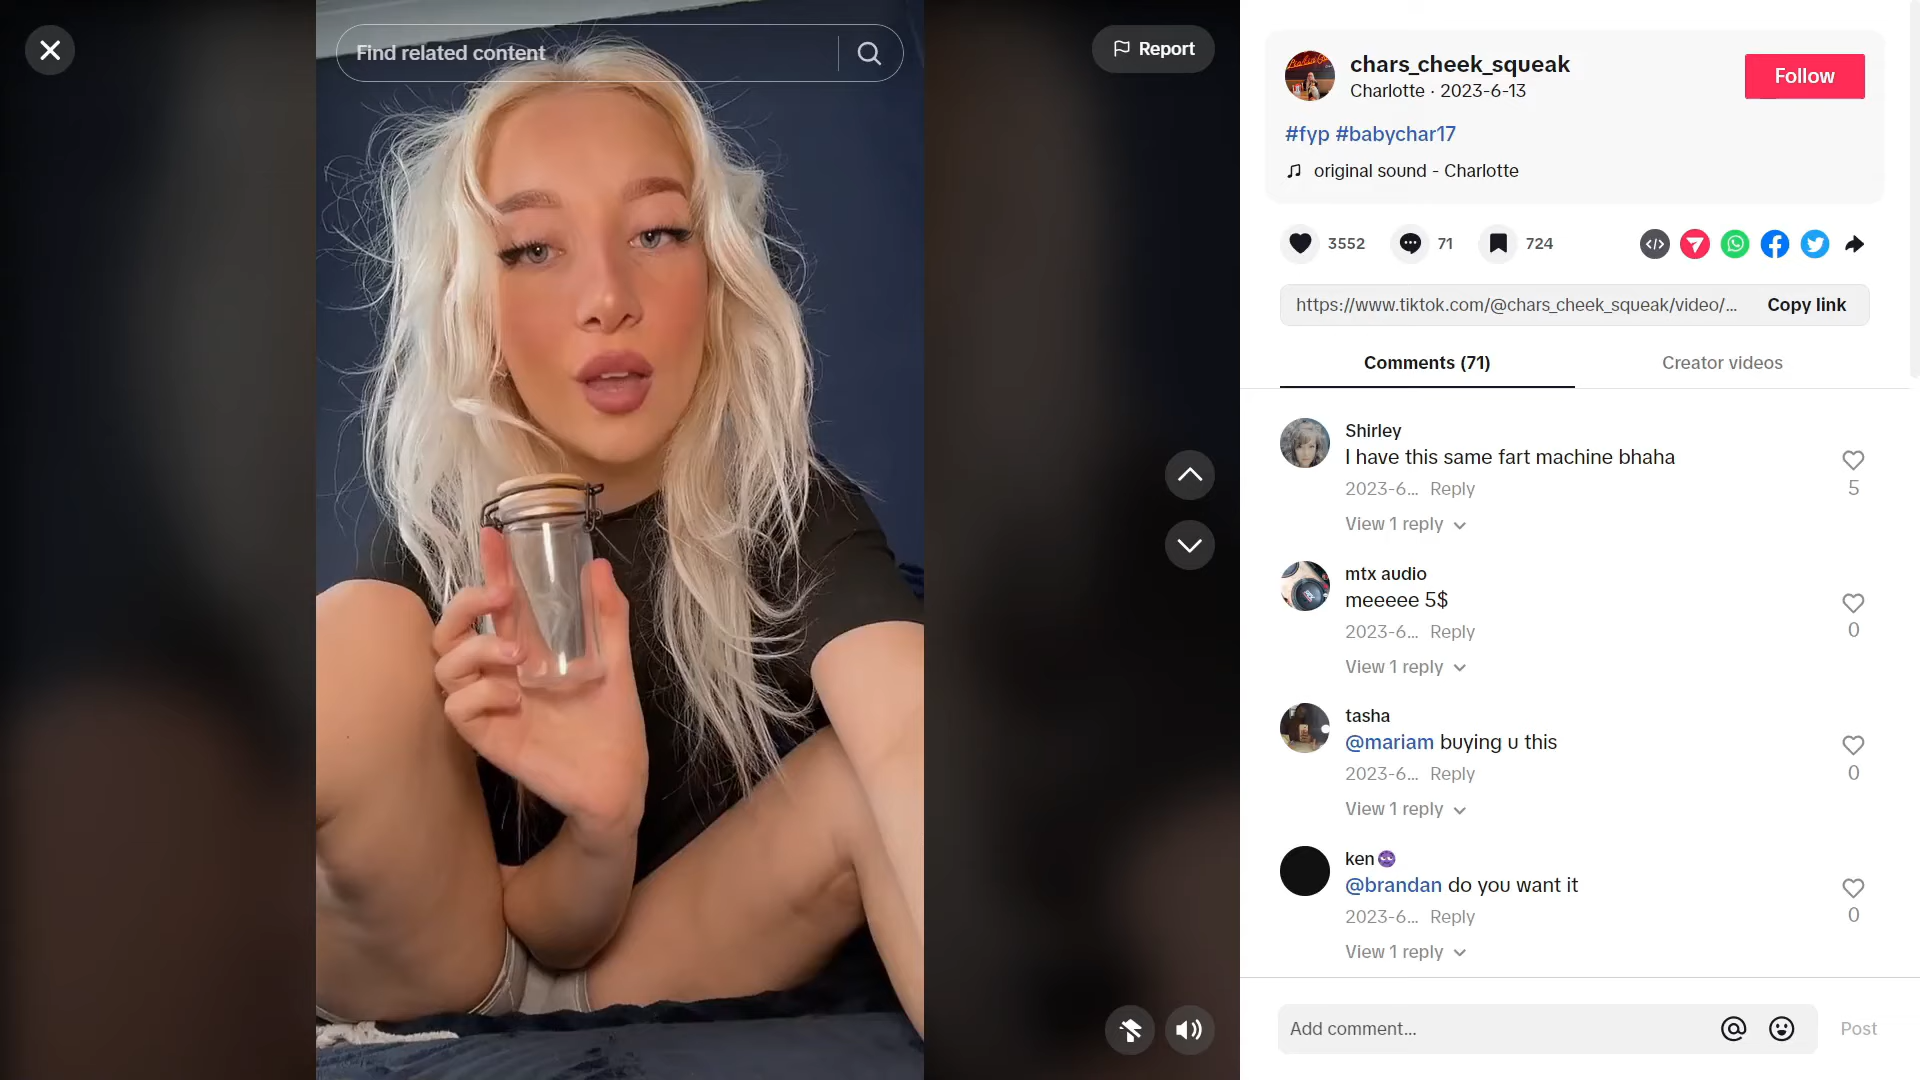 Find related content
Report
chars_cheek_squeak
Charlotte · 2023-6-13
Follow
#fyp #babychar17
original sound - Charlotte
3552
71
724
https://www.tiktok.com/@chars_cheek_squeak/video/...
Copy link
Comments (71)
Creator videos
Shirley
I have this same fart machine bhaha
2023-6... Reply
5
View 1 reply
mtx audio
meeeee 5$
2023-6... Reply
0
View 1 reply
tasha
@mariam buying u this
2023-6... Reply
0
View 1 reply
ken
@brandan do you want it
2023-6... Reply
0
View 1 reply
Add comment...
Post